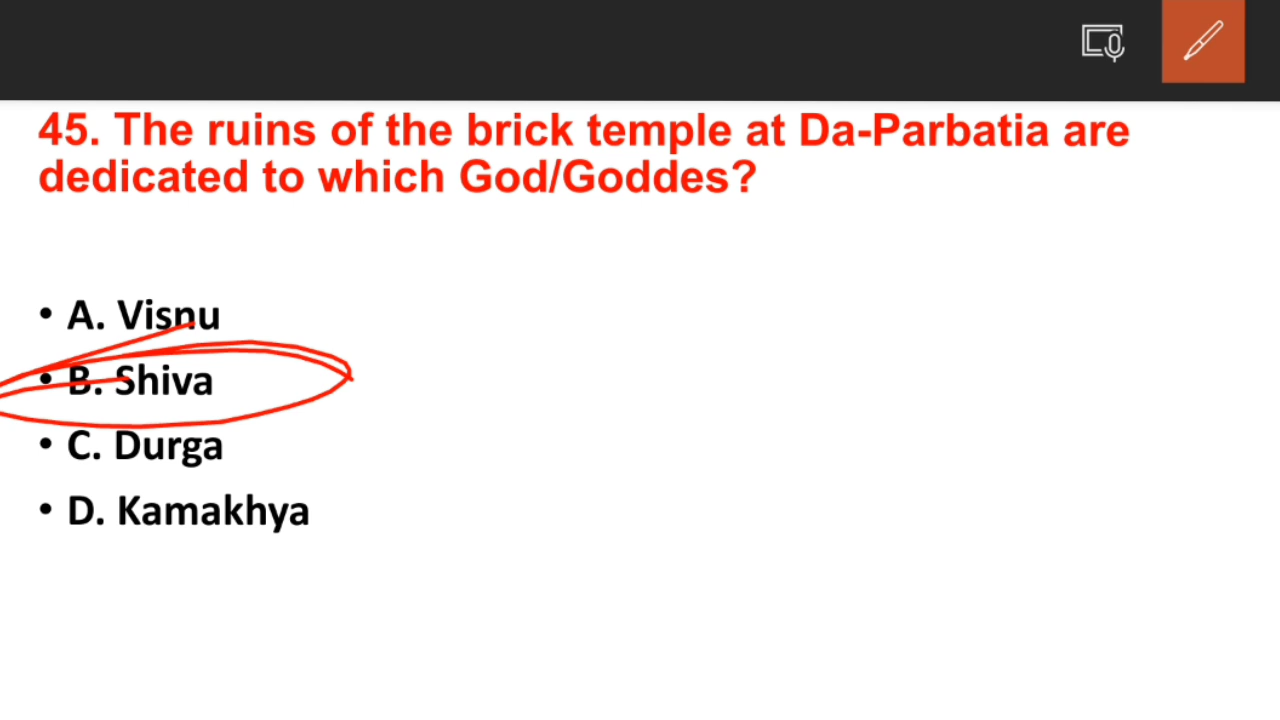 45. The ruins of the brick temple at Da-Parbatia are
dedicated to which God/Goddes?
• A. Visnu
• B. Shiva
• C. Durga
• D. Kamakhya